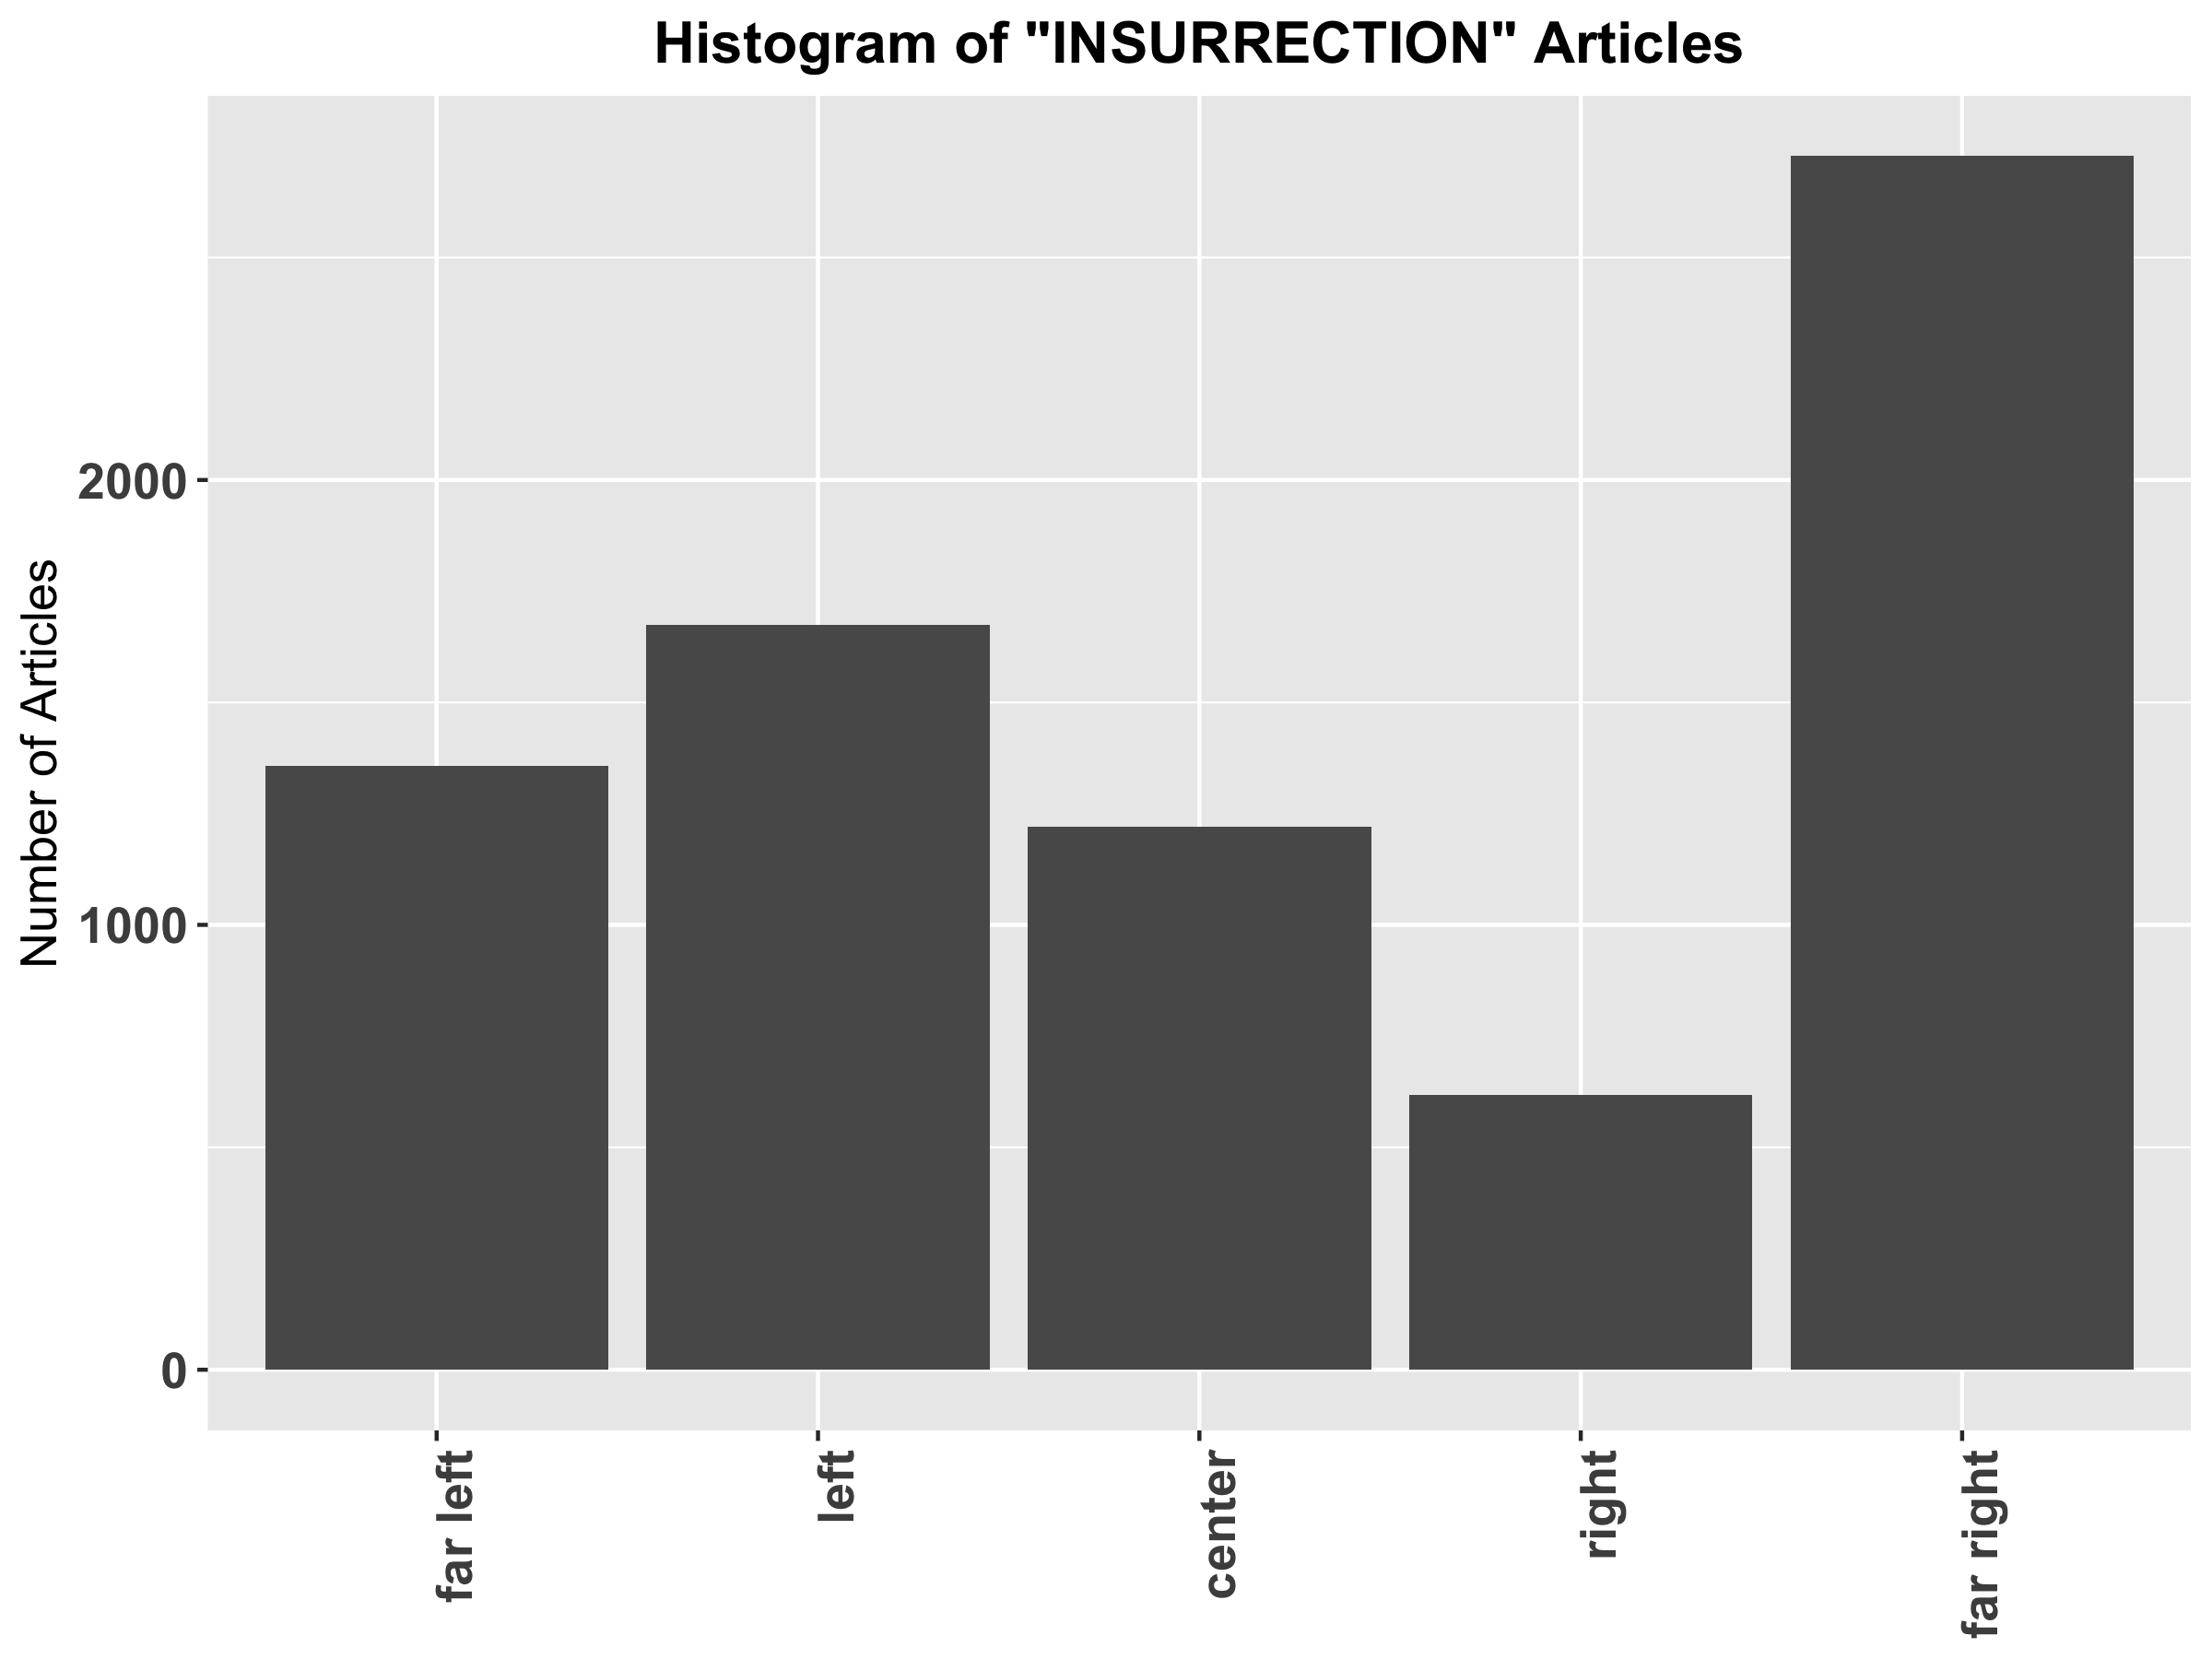 Histogram of "INSURRECTION" Articles
Number of Articles
2000
1000
0
far left
left
center
right
far right